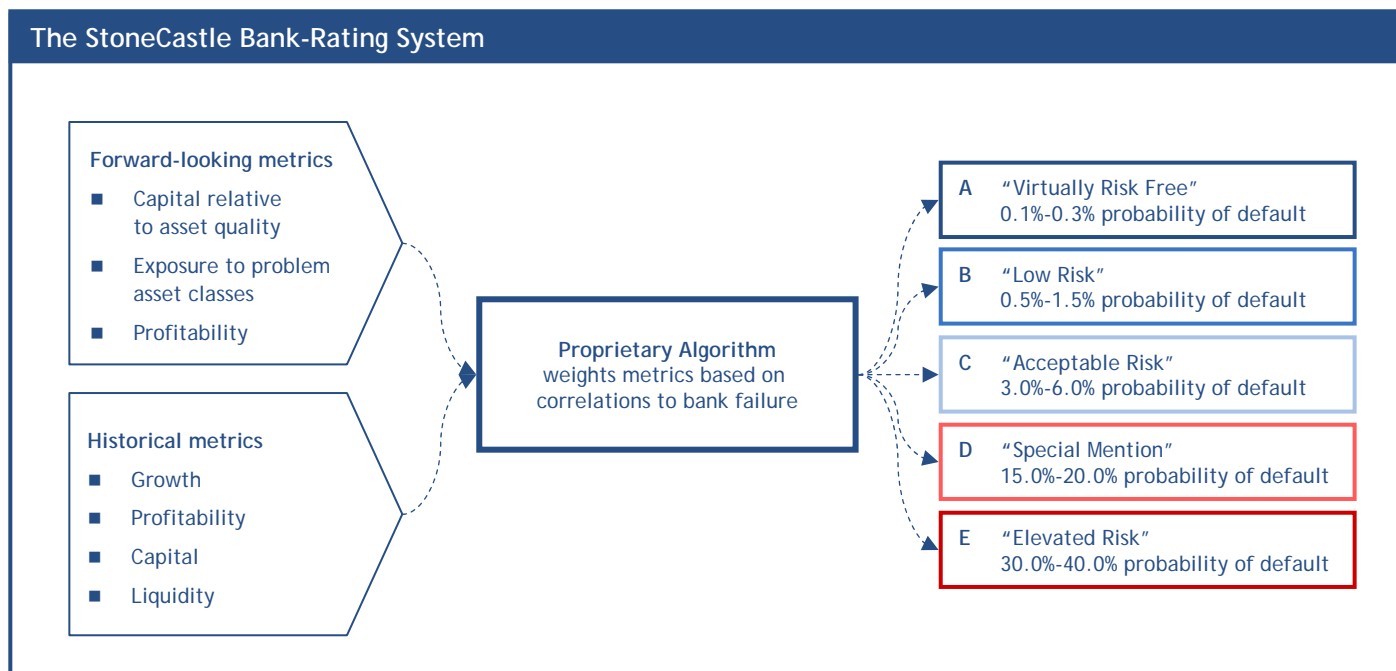 The StoneCastle Bank-Rating System
Forward-looking metrics
■ Capital relative
to asset quality
■ Exposure to problem
asset classes
■ Profitability
Historical metrics
■ Growth
■ Profitability
■ Capital
■ Liquidity
Proprietary Algorithm
weights metrics based on
correlations to bank failure
A “Virtually Risk Free”
0.1%-0.3% probability of default
B “Low Risk”
0.5%-1.5% probability of default
C “Acceptable Risk”
3.0%-6.0% probability of default
D “Special Mention”
15.0%-20.0% probability of default
E “Elevated Risk”
30.0%-40.0% probability of default